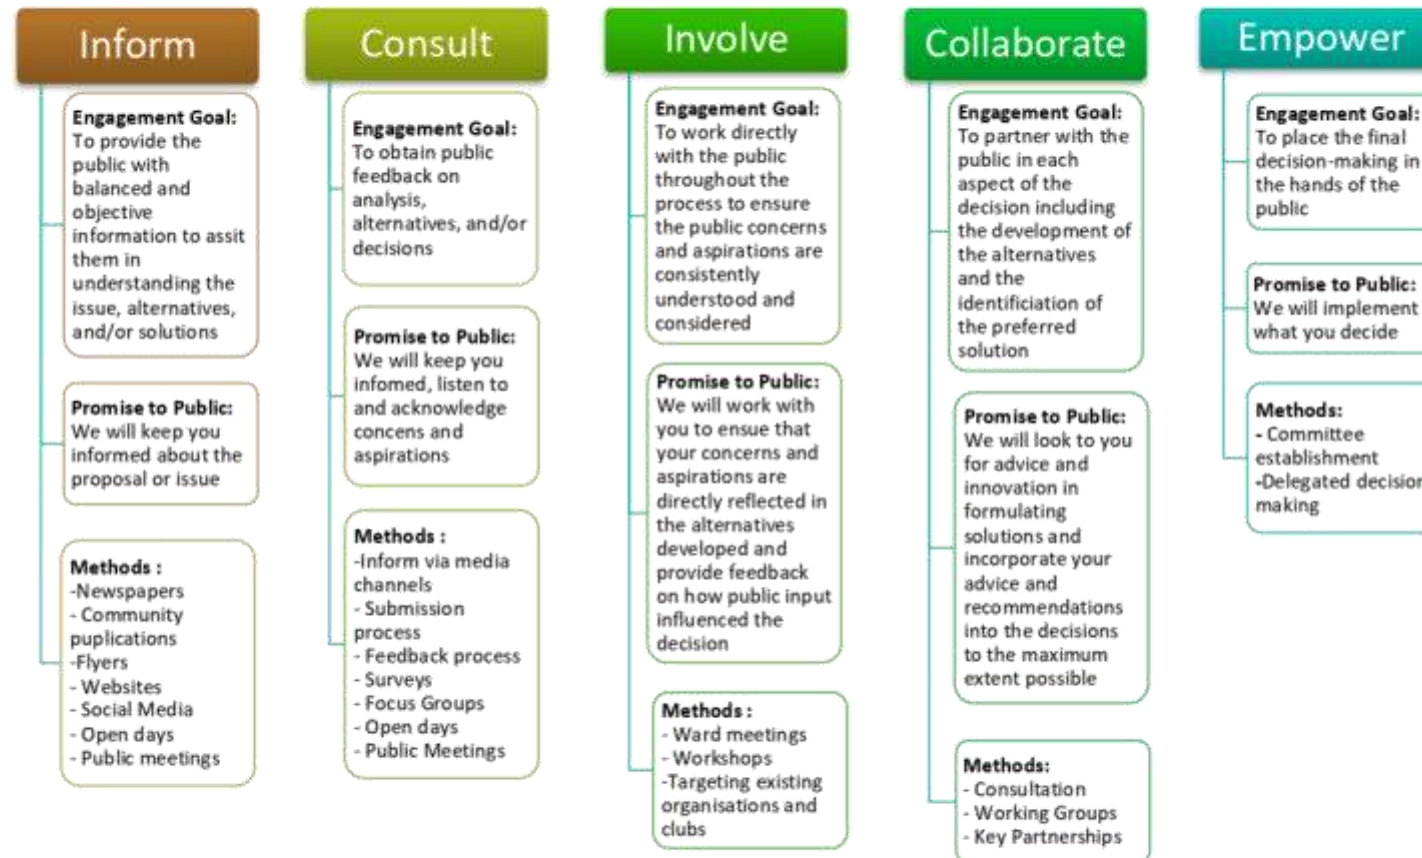 Inform
Engagement Goal:
To provide the
public with
balanced and
objective
information to assit
them in
understanding the
issue, alternatives,
and/or solutions
Promise to Public:
We will keep you
informed about the
proposal or issue
Methods :
-Newspapers
- Community
puplications
-Flyers
- Websites
- Social Media
- Open days
- Public meetings
Consult
Engagement Goal:
To obtain public
feedback on
analysis,
alternatives, and/or
decisions
Promise to Public:
We will keep you
infomed, listen to
and acknowledge
concens and
aspirations
Methods :
-Inform via media
channels
- Submission
process
- Feedback process
- Surveys
- Focus Groups
- Open days
- Public Meetings
Involve
Engagement Goal:
To work directly
with the public
throughout the
process to ensure
the public concerns
and aspirations are
consistently
understood and
considered
Promise to Public:
We will work with
you to ensue that
your concerns and
aspirations are
directly reflected in
the alternatives
developed and
provide feedback
on how public input
influenced the
decision
Methods :
- Ward meetings
- Workshops
-Targeting existing
organisations and
clubs
Collaborate
Engagement Goal:
To partner with the
public in each
aspect of the
decision including
the development of
the alternatives
and the
identificiation of
the preferred
solution
Promise to Public:
We will look to you
for advice and
innovation in
formulating
solutions and
incorporate your
advice and
recommendations
into the decisions
to the maximum
extent possible
Methods:
- Consultation
- Working Groups
- Key Partnerships
Empower
Engagement Goal:
To place the final
decision-making in
the hands of the
public
Promise to Public:
We will implement
what you decide
Methods:
- Committee
establishment
-Delegated decision
making